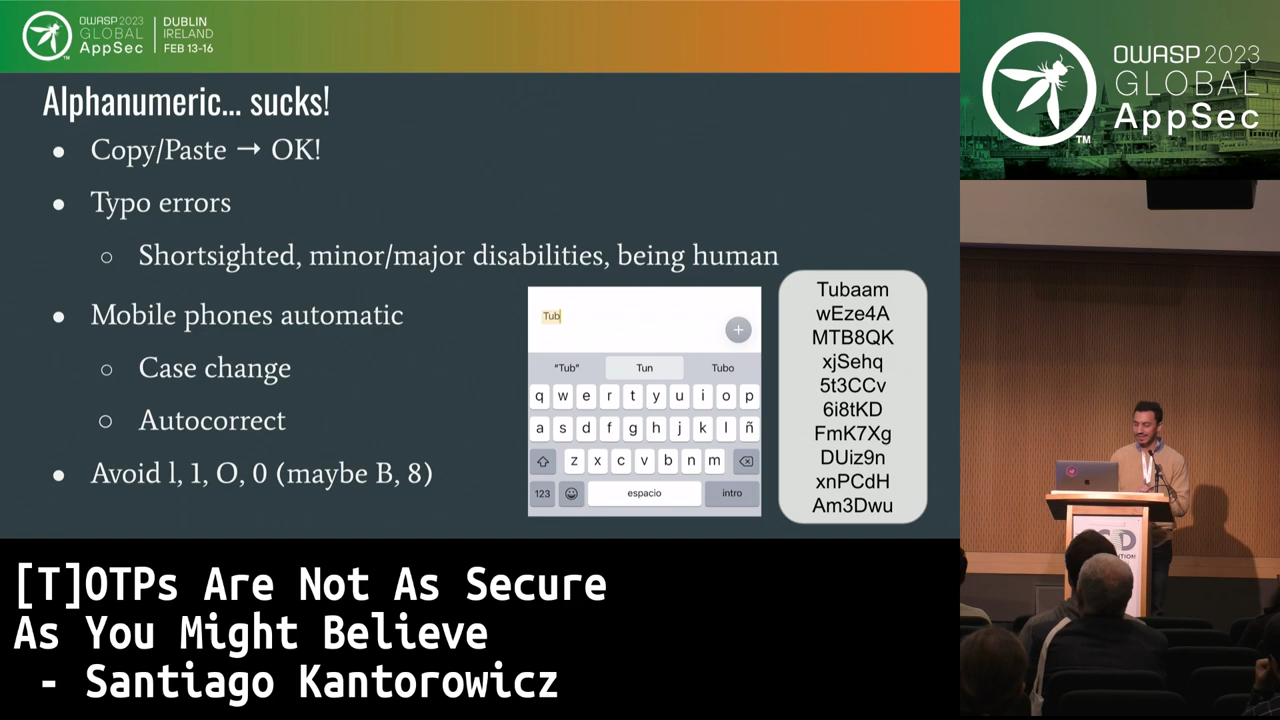 OWASP 2023
GLOBAL
AppSec
TM
DUBLIN
IRELAND
FEB 13-16
Alphanumeric... sucks!
● Copy/Paste → OK!
● Typo errors
○ Shortsighted, minor/major disabilities, being human
● Mobile phones automatic
○ Case change
○ Autocorrect
● Avoid l, 1, O, 0 (maybe B, 8)
Tub
+
“Tub” Tun Tubo
q w e r t y u i o p
a s d f g h j k l ñ
z x c v b n m
123 espacio intro
Tubaam
wEze4A
MTB8QK
xjSehq
5t3CCv
6i8tKD
FmK7Xg
DUiz9n
xnPCdH
Am3Dwu
[T]OTPs Are Not As Secure
As You Might Believe
- Santiago Kantorowicz
OWASP 2023
GLOBAL
AppSec
TM